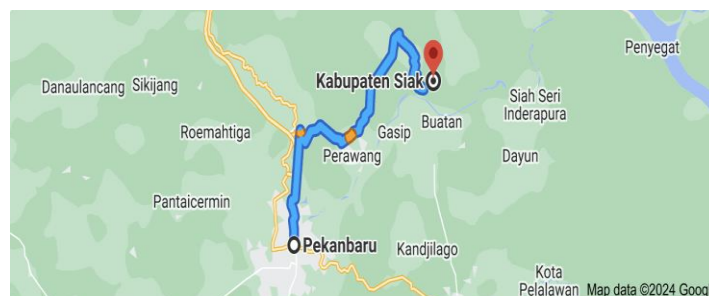 Penyegat
Danaulancang
Sikijang
Kabupaten Siak
Siah Seri
Inderapura
Roemahtiga
Gasip
Buatan
Perawang
Dayun
Pantaicermin
Pekanbaru
Kandjilago
Kota
Pelalawan
Map data ©2024 Goog